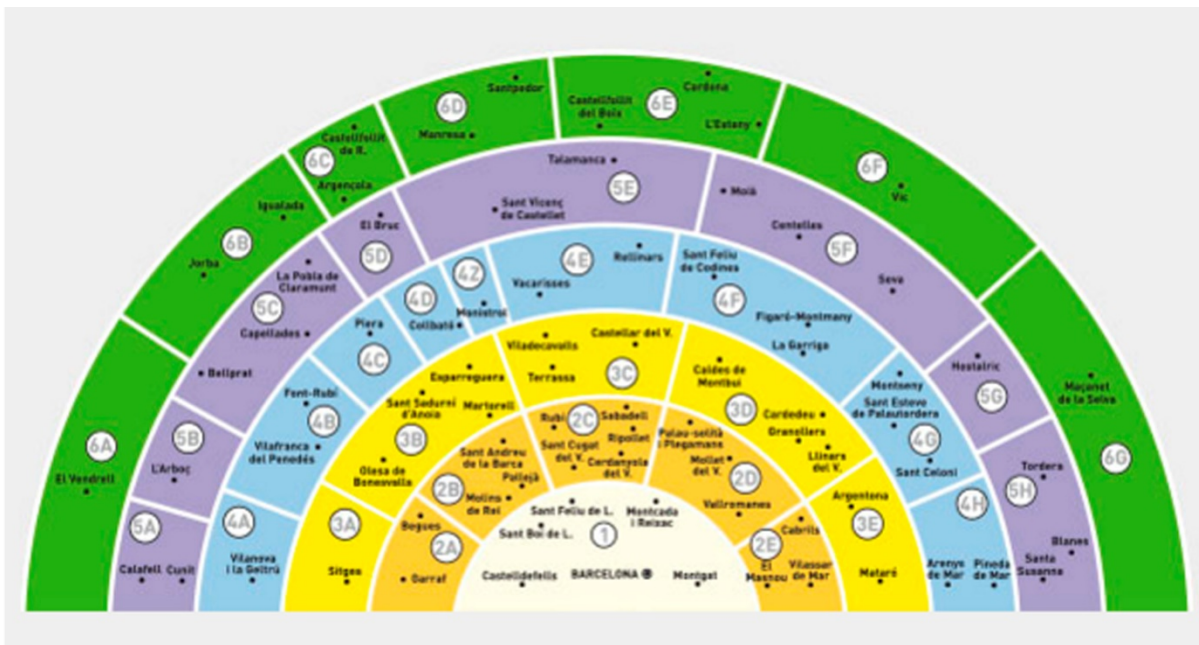 Santpedor
6D
Manresa
Cardona
Castellfollit
del Boix
6E
L'Estany
Castellfollit
de R.
6C
Argençola
6F
Vic
Igualada
6B
Jorba
Talamanca
5E
Sant Vicenç
de Castellet
Moià
Centelles
5F
Seva
El Bruc
5D
La Pobla de
Claramunt
5C
Capellades
Bellprat
4Z
4D
Collbató
Monistrol
4E
Rellinars
Vacarisses
Sant Feliu
de Codines
4F
Figaró-Montmany
La Garriga
Piera
4C
Hostalric
5G
Maçanet
de la Selva
6G
Viladecavalls
Castellar del V.
Terrassa
3C
Caldes de
Montbui
3D
Cardedeu
Granollers
Llinars
del V.
Montseny
Sant Esteve
de Palautordera
4G
Sant Celoni
Font-Rubí
4B
Vilafranca
del Penedés
Esparreguera
Sant Sadurní
d'Anoia
Martorell
3B
Olesa de
Bonesvalls
6A
El Vendrell
5B
L'Arboç
Rubí
2C
Sabadell
Ripollet
Sant Cugat
del V.
Cerdanyola
del V.
Palau-solità
i Plegamans
Mollet
del V.
2D
Vallromanes
Sant Andreu
de la Barca
Pallejà
2B
Molins
de Rei
Tordera
5H
Blanes
Santa
Susanna
5A
Calafell
Cunit
4A
Vilanova
i la Geltrú
3A
Sitges
Begues
2A
Garraf
Sant Feliu de L.
Montcada
i Reixac
Sant Boi de L.
1
Castelldefels
BARCELONA
Montgat
Argentona
3E
Mataró
Cabrils
2E
El
Masnou
Vilassar
de Mar
4H
Arenys
de Mar
Pineda
de Mar